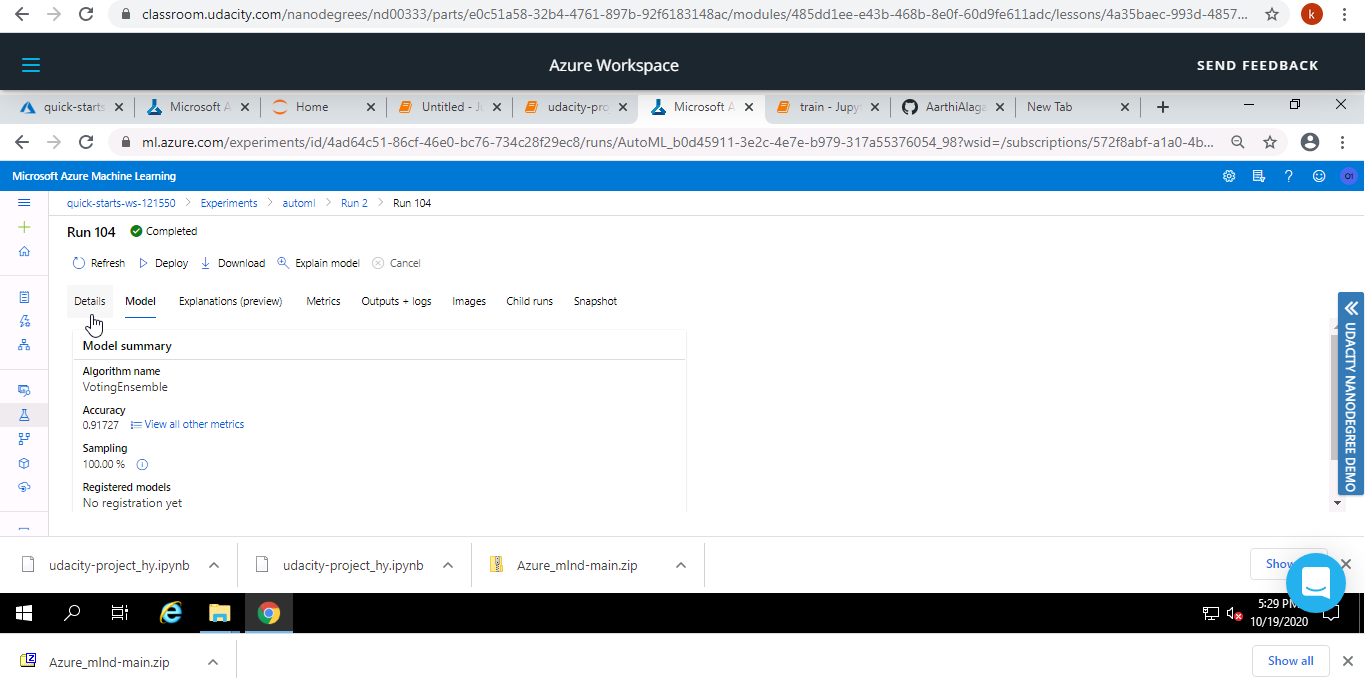 classroom.udacity.com/nanodegrees/nd00333/parts/e0c51a58-32b4-4761-897b-92f6183148ac/modules/485dd1ee-e43b-468b-8e0f-60d9fe611adc/lessons/4a35baec-993d-4857...
k
Azure Workspace
SEND FEEDBACK
quick-starts
Microsoft A
Home
Untitled - Ju
udacity-pro
Microsoft A
train - Jupyt
AarthiAlaga
New Tab
ml.azure.com/experiments/id/4ad64c51-86cf-46e0-bc76-734c28f29ec8/runs/AutoML_b0d45911-3e2c-4e7e-b979-317a55376054_98?wsid=/subscriptions/572f8abf-a1a0-4b...
Microsoft Azure Machine Learning
quick-starts-ws-121550 > Experiments > automl > Run 2 > Run 104
Run 104 Completed
Refresh Deploy Download Explain model Cancel
Details Model Explanations (preview) Metrics Outputs + logs Images Child runs Snapshot
Model summary
Algorithm name
VotingEnsemble
Accuracy
0.91727 View all other metrics
Sampling
100.00 %
Registered models
No registration yet
UDACITY NANODEGREE DEMO
udacity-project_hy.ipynb
udacity-project_hy.ipynb
Azure_mlnd-main.zip
Show
5:29 PM
10/19/2020
Azure_mlnd-main.zip
Show all